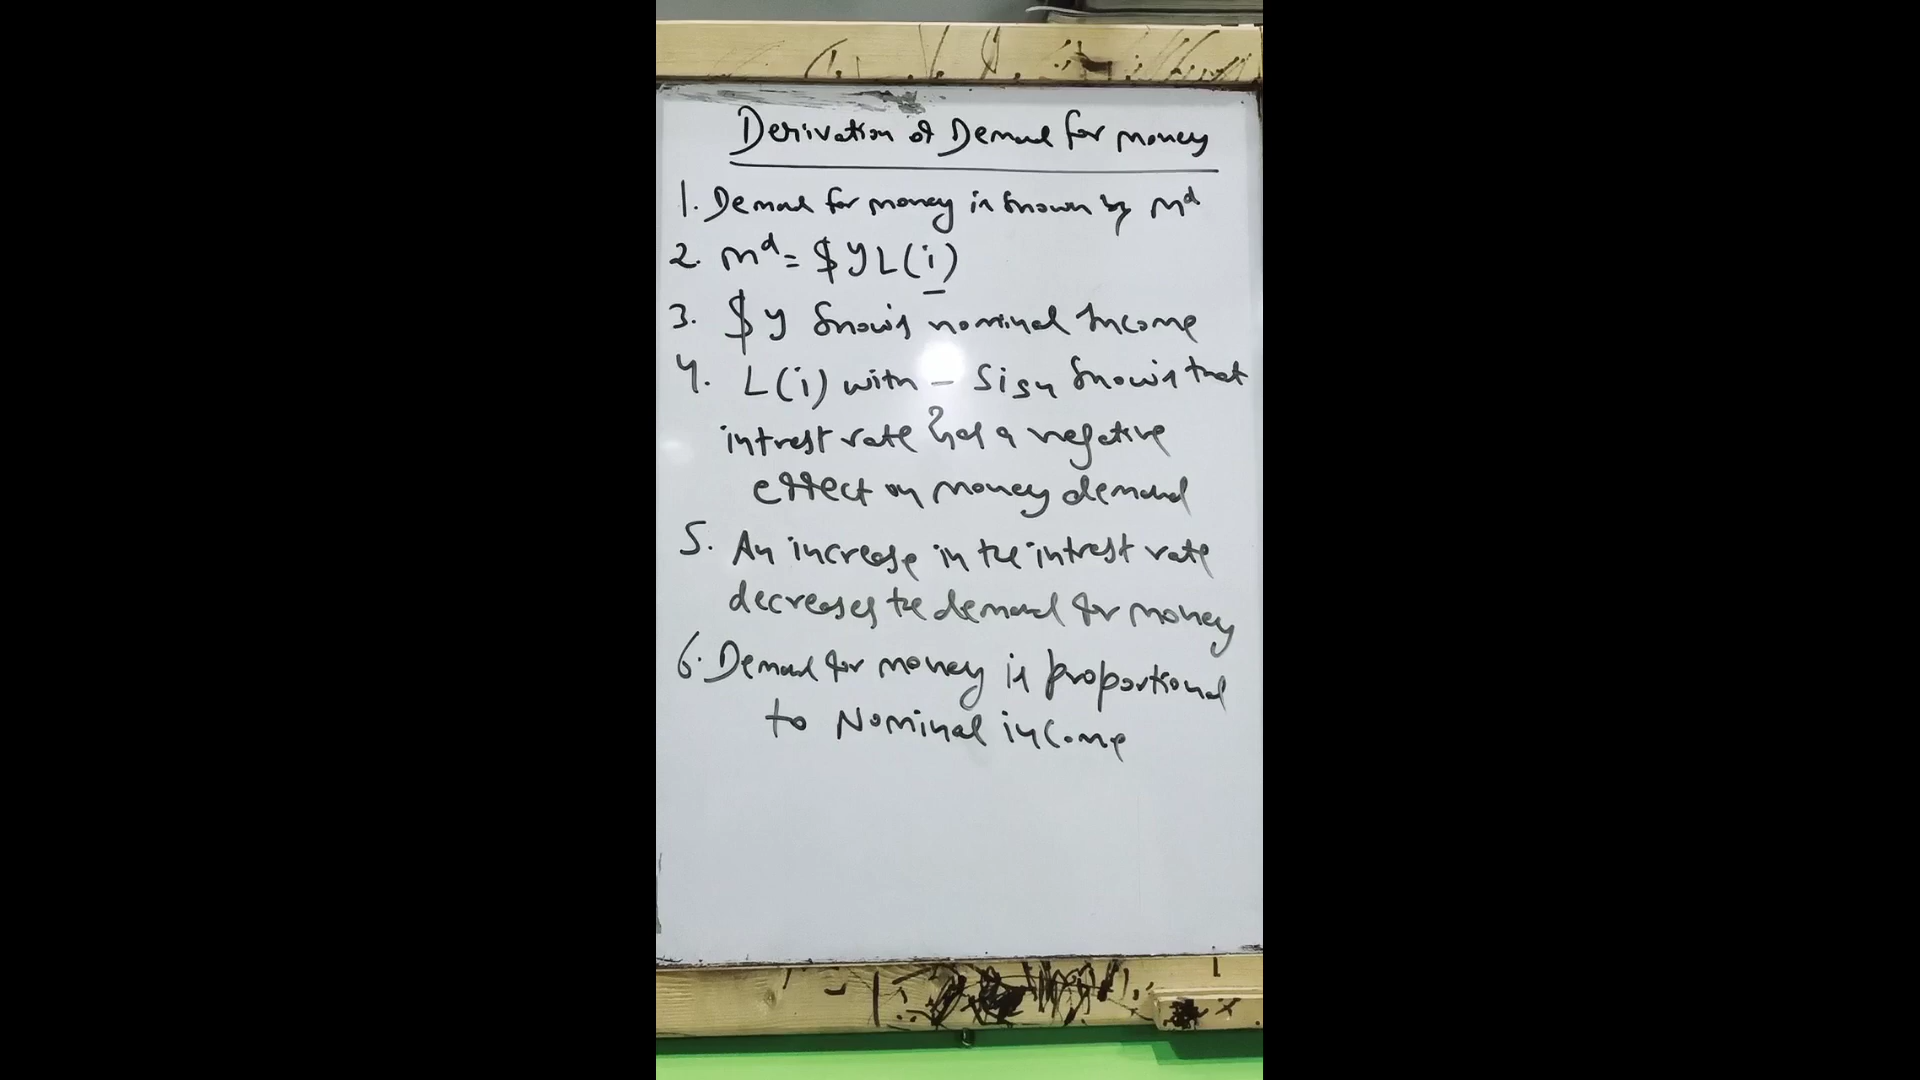 Derivation of Demand for money
1. Demand for money is shown by Md
2. Md = $ Y L(i)
–
3. $ Y shows nominal Income
4. L(i) with – Sign shows that
intrest rate has a negative
effect on money demand
5. An increase in the intrest rate
decreases the demand for money
6. Demand for money is proportional
to Nominal income